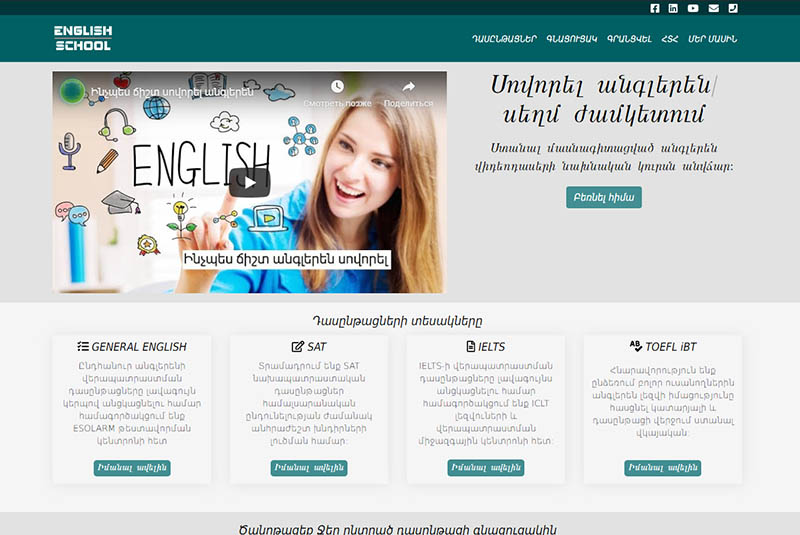 ENGLISH
SCHOOL
ԴԱՍԸՆԹԱՑՆԵՐ ԳՆԱՑՈՒՑԱԿ ԳՐԱՆՑՎԵԼ ՀՏՀ ՄԵՐ ՄԱՍԻՆ
Ինչպես ճիշտ սովորել անգլերեն
Смотреть позже
Поделиться
ENGLISH
Ինչպես ճիշտ անգլերեն սովորել
Սովորել անգլերեն/
սեղմ ժամկետում
Ստանալ մասնագիտացված անգլերեն
վիդեոդասերի նախնական կուրսն անվճար:
Բեռնել հիմա
Դասընթացների տեսակները
GENERAL ENGLISH
Ընդհանուր անգլերենի
վերապատրաստման
դասընթացները լավագույն
կերպով անցկացնելու համար
համագործակցում ենք
ESOLARM թեստավորման
կենտրոնի հետ
Իմանալ ավելին
SAT
Տրամադրում ենք SAT
նախապատրաստական
դասընթացներ
համալսարանական
ընդունելության ժամանակ
անհրաժեշտ խնդիրների
լուծման համար:
Իմանալ ավելին
IELTS
IELTS-ի վերապատրաստման
դասընթացները լավագույնս
անցկացնելու համար
համագործակցում ենք ICLT
լեզվուների և
վերապատրաստման
միջազգային կենտրոնի հետ:
Իմանալ ավելին
TOEFL iBT
Հնարավորություն ենք
ընձեռում բոլոր ուսանողներին
անգլերեն լեզվի իմացությունը
հասցնել կատարյալի և
դասընթացի վերջում ստանալ
վկայական:
Իմանալ ավելին
Ծանոթացեք Ձեր ընտրած դասընթացի գնացուցակին